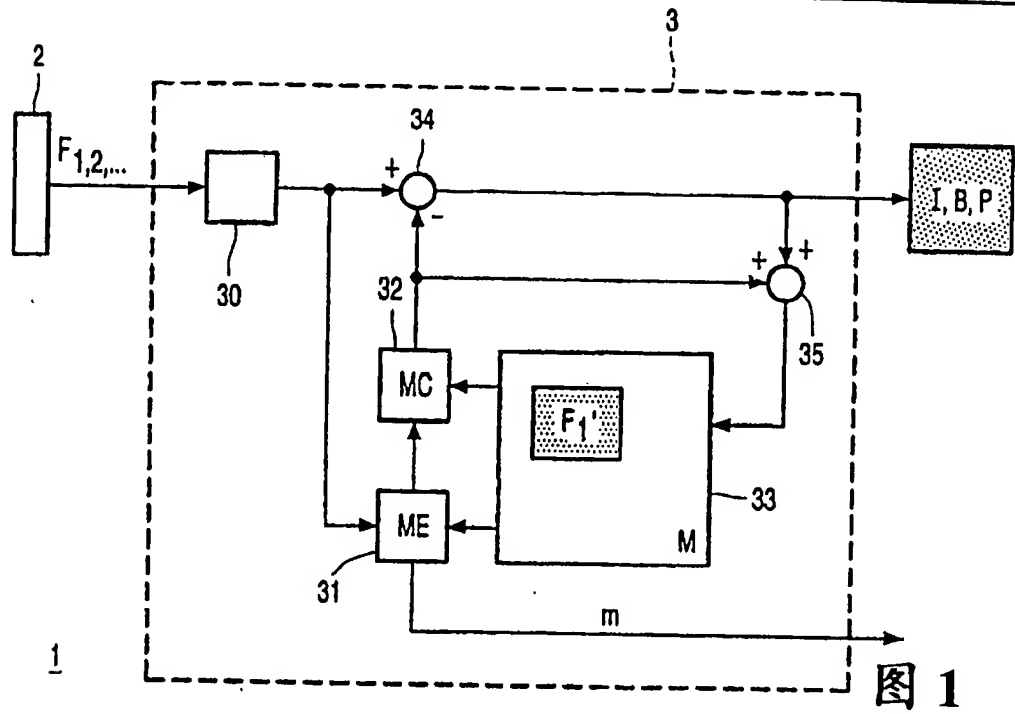 3
2
F1,2,...
34
+
-
I, B, P
30
32
+
+
35
MC
F1'
33
ME
M
31
m
1
图 1